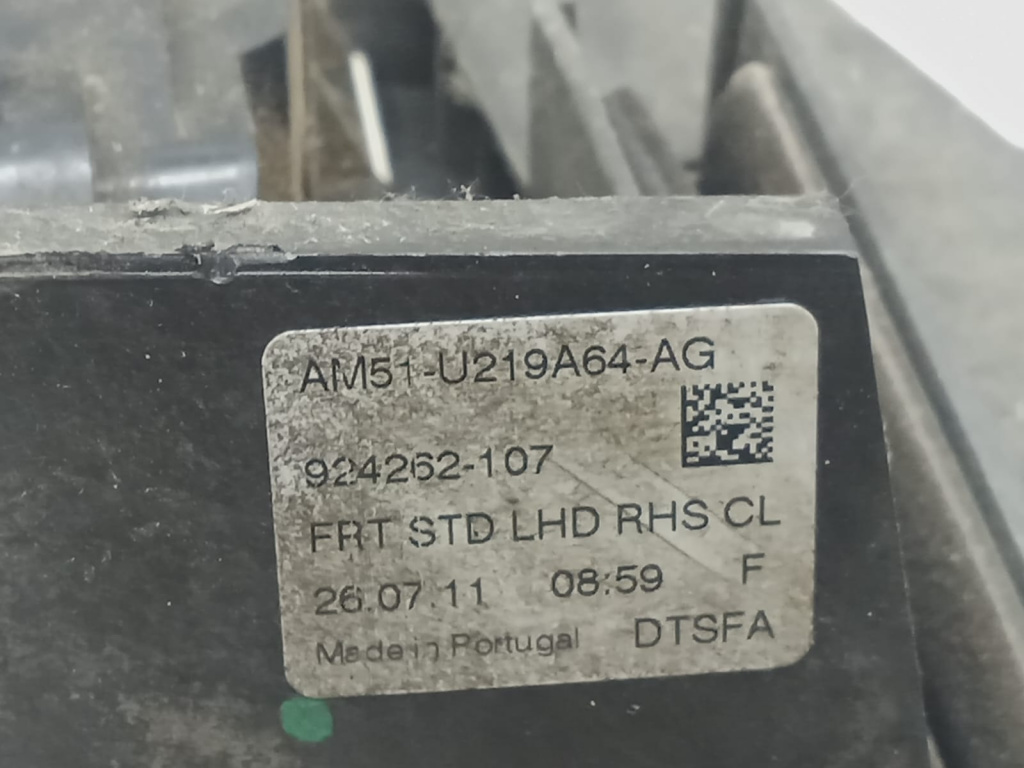 AM51-U219A64-AG
924262-107
FRT STD LHD RHS CL
26.07.11 08:59 F
Made in Portugal DTSFA